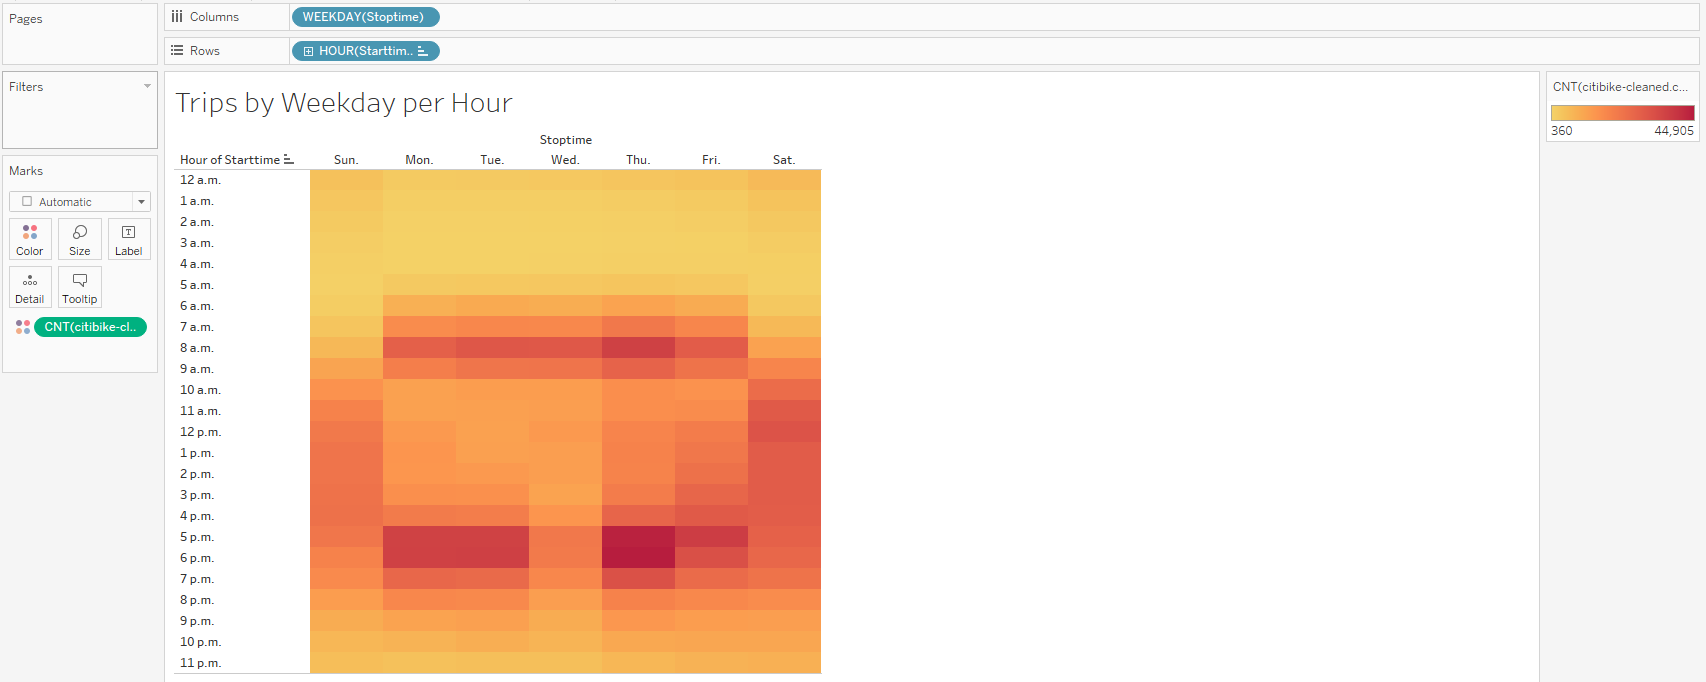 Pages
Columns
WEEKDAY(Stoptime)
Rows
HOUR(Starttim..
Filters
Marks
Automatic
Color
Size
Label
Detail
Tooltip
CNT(citibike-cl..
Trips by Weekday per Hour
Stoptime
Hour of Starttime Sun. Mon. Tue. Wed. Thu. Fri. Sat.
12 a.m.
1 a.m.
2 a.m.
3 a.m.
4 a.m.
5 a.m.
6 a.m.
7 a.m.
8 a.m.
9 a.m.
10 a.m.
11 a.m.
12 p.m.
1 p.m.
2 p.m.
3 p.m.
4 p.m.
5 p.m.
6 p.m.
7 p.m.
8 p.m.
9 p.m.
10 p.m.
11 p.m.
CNT(citibike-cleaned.c...
360 44,905